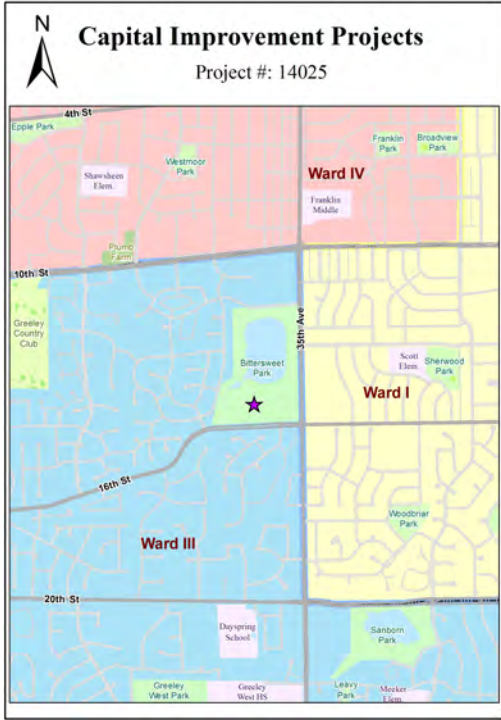 N
Capital Improvement Projects
Project #: 14025
4th St
Epple Park
Franklin
Park
Broadview
Park
Westmoor
Park
Shawsheen
Elem.
Ward IV
Franklin
Middle
Plumb
Farm
10th St
35th Ave
Greeley
Country
Club
Bittersweet
Park
Scott
Elem.
Sherwood
Park
Ward I
16th St
Woodbriar
Park
Ward III
20th St
Dayspring
School
Sanborn
Park
Greeley
West Park
Greeley
West HS
Leavy
Park
Meeker
Elem.